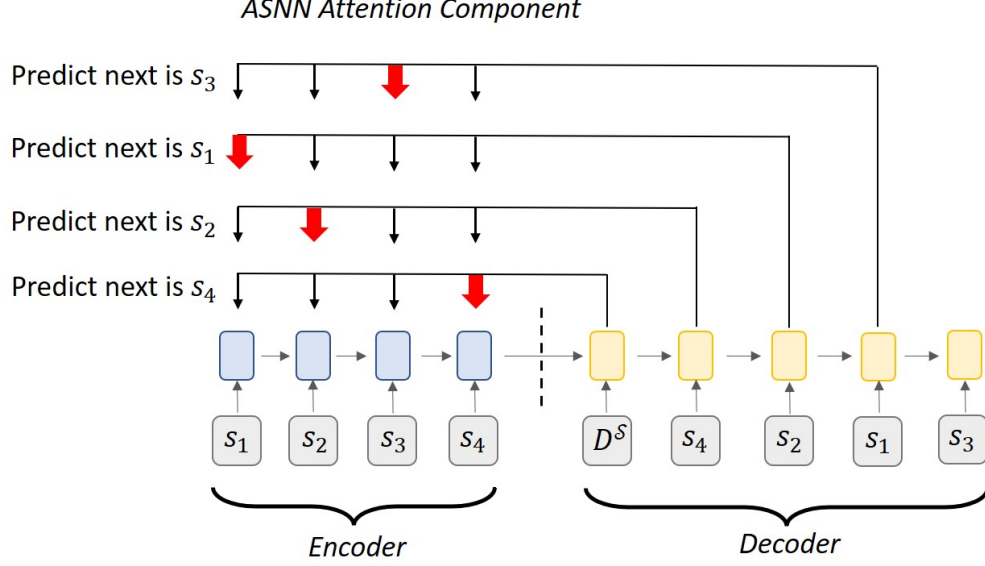 ASNN Attention Component
Predict next is s₃
Predict next is s₁
Predict next is s₂
Predict next is s₄
s₁ s₂ s₃ s₄ D^𝒮 s₄ s₂ s₁ s₃
Encoder
Decoder